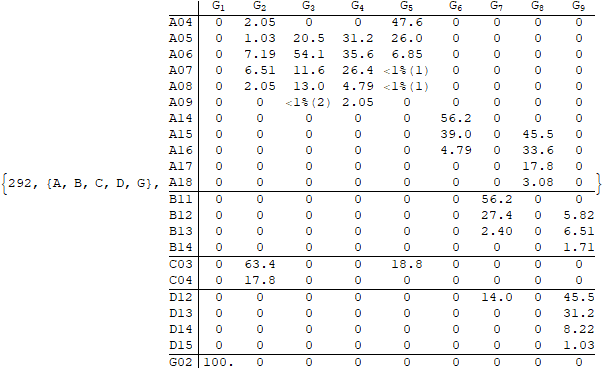 G₁ G₂ G₃ G₄ G₅ G₆ G₇ G₈ G₉
A04 0 2.05 0 0 47.6 0 0 0 0
A05 0 1.03 20.5 31.2 26.0 0 0 0 0
A06 0 7.19 54.1 35.6 6.85 0 0 0 0
A07 0 6.51 11.6 26.4 <1%(1) 0 0 0 0
A08 0 2.05 13.0 4.79 <1%(1) 0 0 0 0
A09 0 0 <1%(2) 2.05 0 0 0 0 0
A14 0 0 0 0 0 56.2 0 0 0
A15 0 0 0 0 0 39.0 0 45.5 0
A16 0 0 0 0 0 4.79 0 33.6 0
A17 0 0 0 0 0 0 0 17.8 0
{292, {A, B, C, D, G}, A18 0 0 0 0 0 0 0 3.08 0 }
B11 0 0 0 0 0 0 56.2 0 0
B12 0 0 0 0 0 0 27.4 0 5.82
B13 0 0 0 0 0 0 2.40 0 6.51
B14 0 0 0 0 0 0 0 0 1.71
C03 0 63.4 0 0 18.8 0 0 0 0
C04 0 17.8 0 0 0 0 0 0 0
D12 0 0 0 0 0 0 14.0 0 45.5
D13 0 0 0 0 0 0 0 0 31.2
D14 0 0 0 0 0 0 0 0 8.22
D15 0 0 0 0 0 0 0 0 1.03
G02 100. 0 0 0 0 0 0 0 0